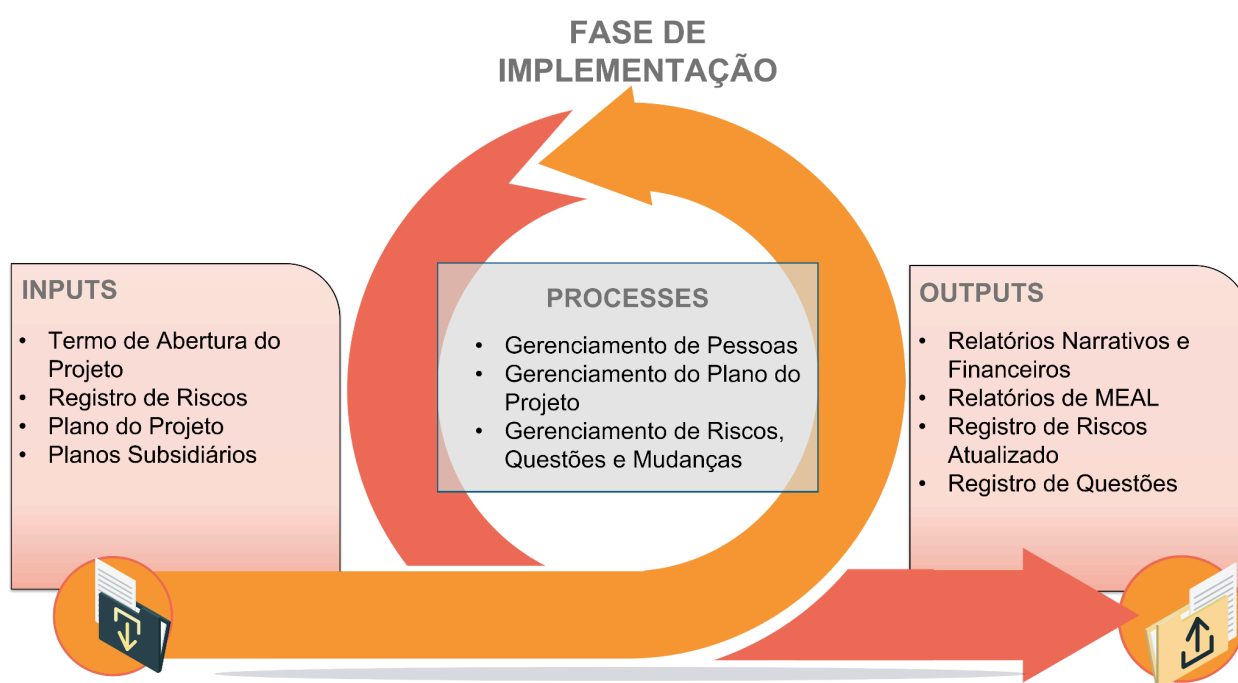 FASE DE
IMPLEMENTAÇÃO
INPUTS
• Termo de Abertura do
Projeto
• Registro de Riscos
• Plano do Projeto
• Planos Subsidiários
PROCESSES
• Gerenciamento de Pessoas
• Gerenciamento do Plano do
Projeto
• Gerenciamento de Riscos,
Questões e Mudanças
OUTPUTS
• Relatórios Narrativos e
Financeiros
• Relatórios de MEAL
• Registro de Riscos
Atualizado
• Registro de Questões